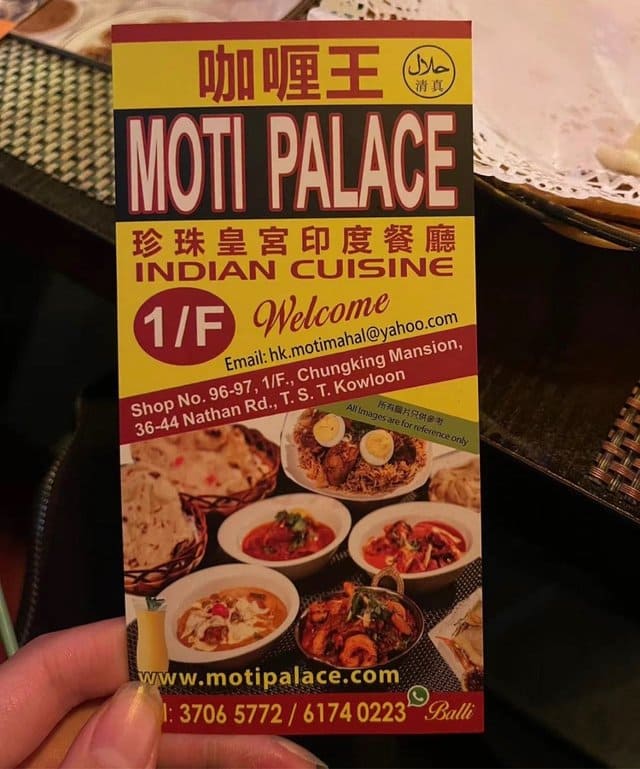 咖喱王
حلال
清真
MOTI PALACE
珍珠皇宮印度餐廳
INDIAN CUISINE
1/F
Welcome
Email: hk.motimahal@yahoo.com
Shop No. 96-97, 1/F., Chungking Mansion,
36-44 Nathan Rd., T. S. T. Kowloon
所有圖片只供參考
All Images are for reference only
www.motipalace.com
: 3706 5772 / 6174 0223 Balli